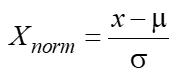 X_norm = (x − μ) / σ